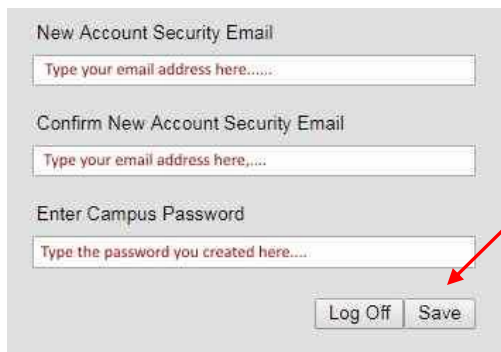 New Account Security Email
Type your email address here......
Confirm New Account Security Email
Type your email address here,....
Enter Campus Password
Type the password you created here....
Log Off Save